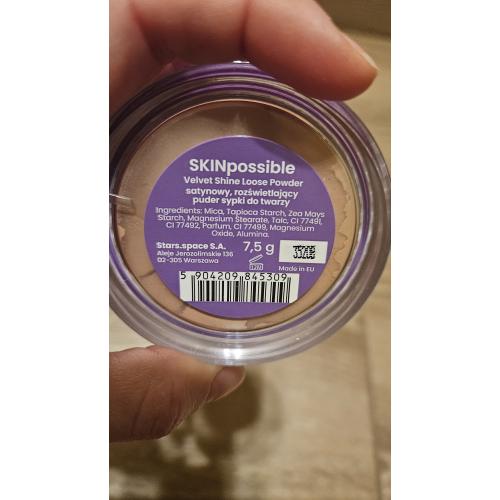 SKINpossible
Velvet Shine Loose Powder
satynowy, rozświetlający
puder sypki do twarzy
Ingredients: Mica, Tapioca Starch, Zea Mays
Starch, Magnesium Stearate, Talc, CI 77491,
CI 77492, Parfum, CI 77499, Magnesium
Oxide, Alumina.
Stars.space S.A.
Aleje Jerozolimskie 136
02-305 Warszawa
7,5 g
Made in EU
5 904209 845309